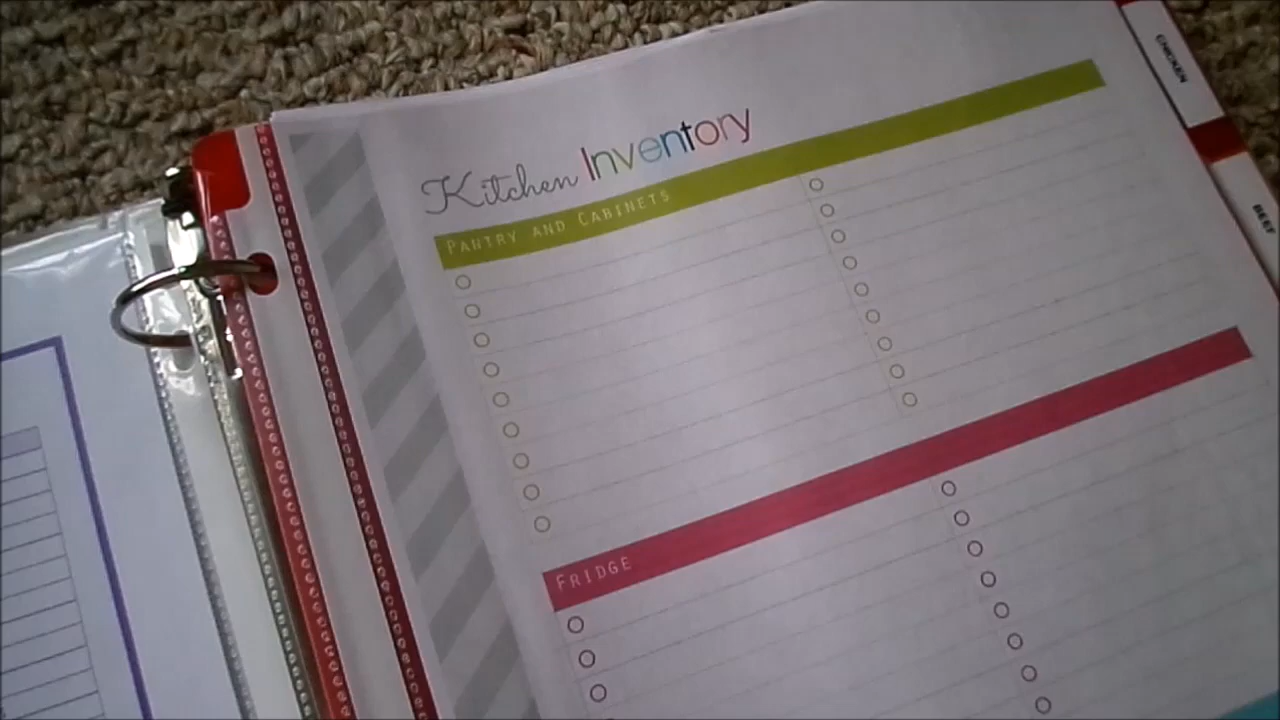 Kitchen Inventory
PANTRY AND CABINETS
FRIDGE
CHICKEN
BEEF